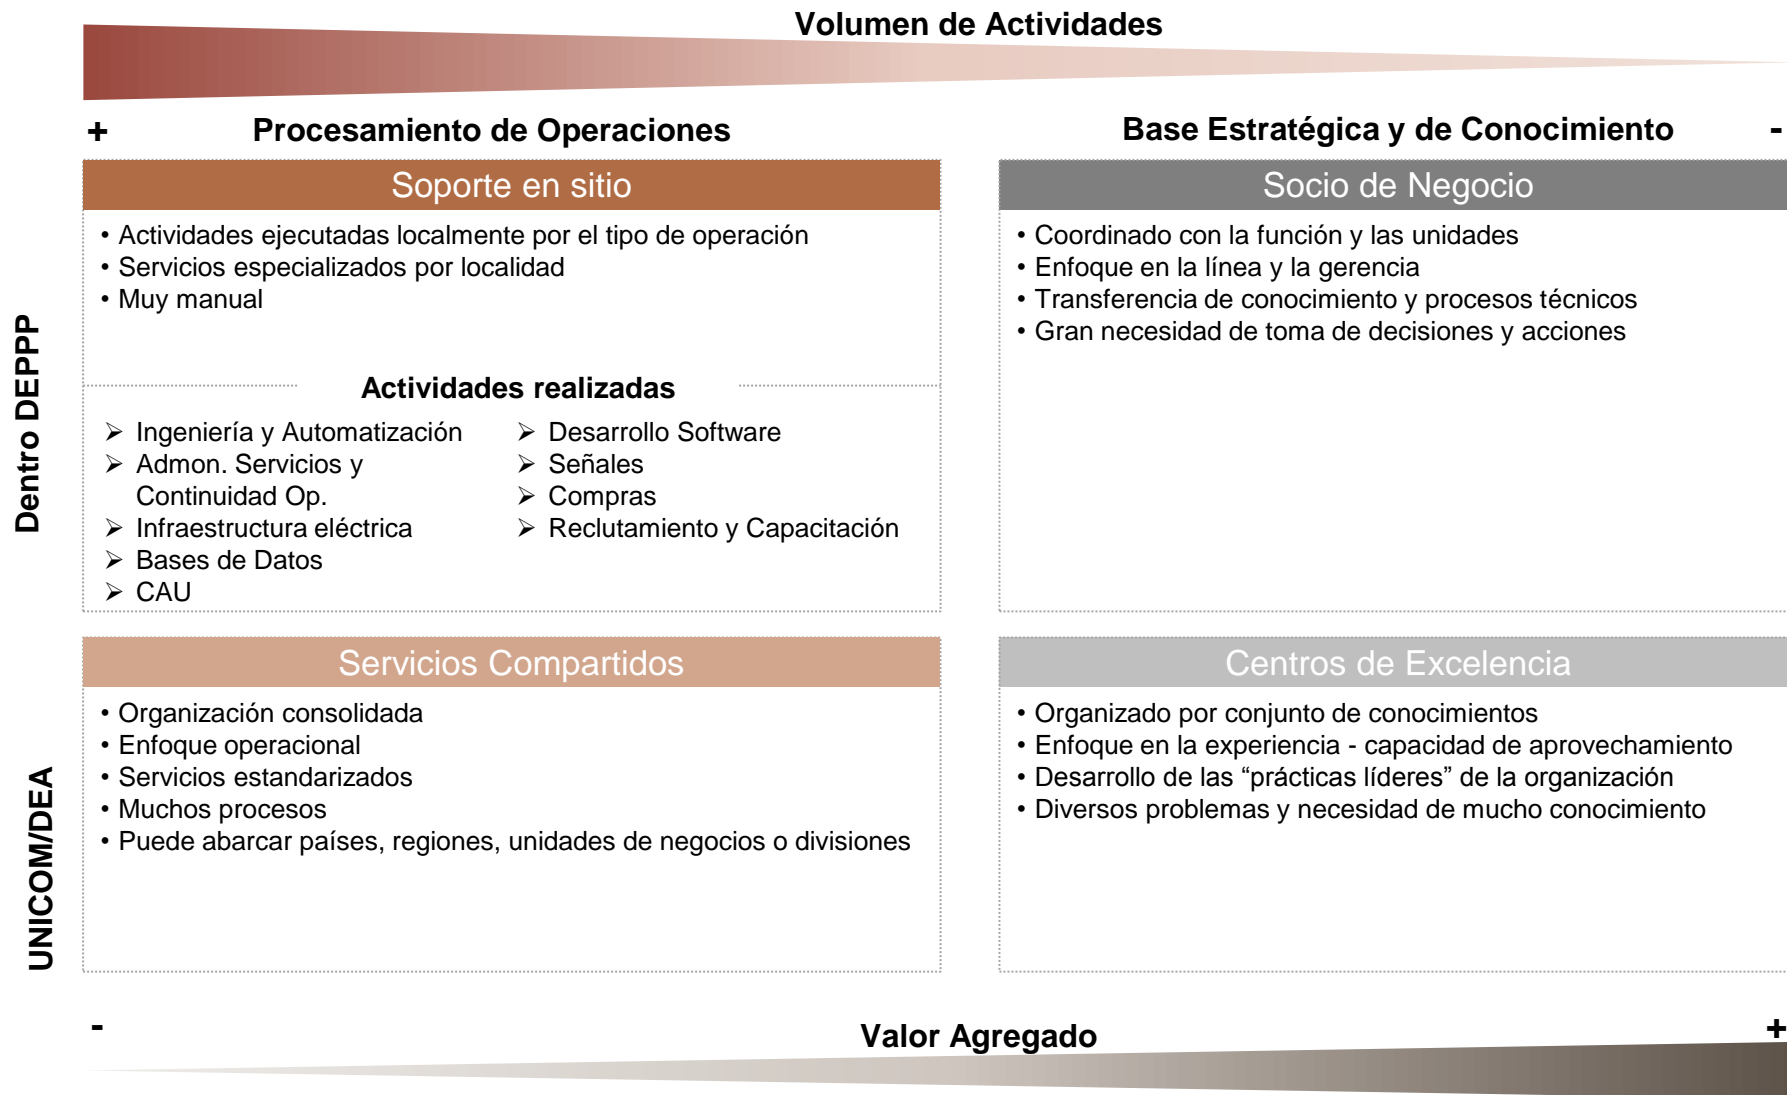 Volumen de Actividades
+ Procesamiento de Operaciones
Base Estratégica y de Conocimiento -
Dentro DEPPP
Soporte en sitio
• Actividades ejecutadas localmente por el tipo de operación
• Servicios especializados por localidad
• Muy manual
Actividades realizadas
➢ Ingeniería y Automatización
➢ Admon. Servicios y
Continuidad Op.
➢ Infraestructura eléctrica
➢ Bases de Datos
➢ CAU
➢ Desarrollo Software
➢ Señales
➢ Compras
➢ Reclutamiento y Capacitación
Socio de Negocio
• Coordinado con la función y las unidades
• Enfoque en la línea y la gerencia
• Transferencia de conocimiento y procesos técnicos
• Gran necesidad de toma de decisiones y acciones
UNICOM/DEA
Servicios Compartidos
• Organización consolidada
• Enfoque operacional
• Servicios estandarizados
• Muchos procesos
• Puede abarcar países, regiones, unidades de negocios o divisiones
Centros de Excelencia
• Organizado por conjunto de conocimientos
• Enfoque en la experiencia - capacidad de aprovechamiento
• Desarrollo de las “prácticas líderes” de la organización
• Diversos problemas y necesidad de mucho conocimiento
- Valor Agregado +